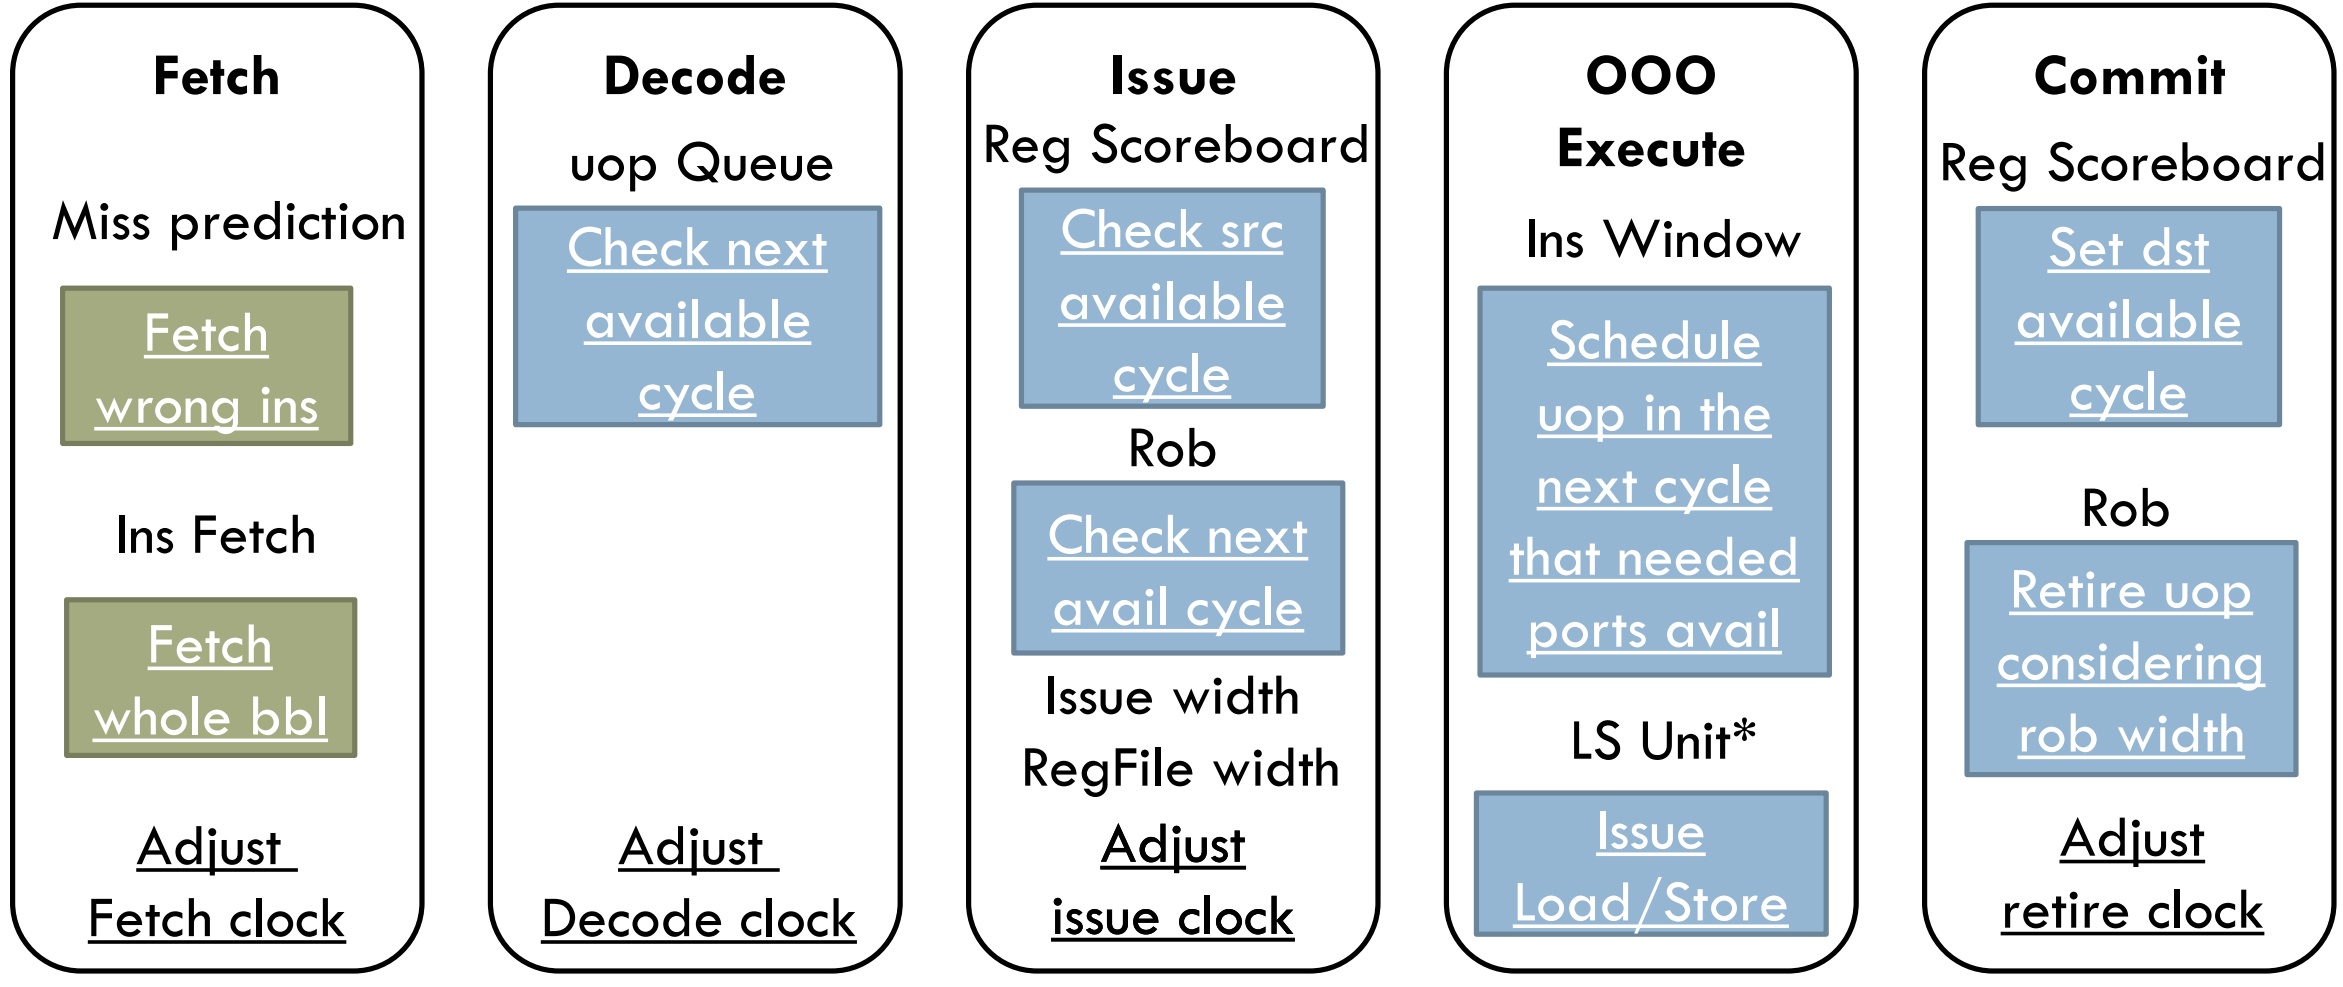 Fetch
Miss prediction
Fetch
wrong ins
Ins Fetch
Fetch
whole bbl
Adjust
Fetch clock
Decode
uop Queue
Check next
available
cycle
Adjust
Decode clock
Issue
Reg Scoreboard
Check src
available
cycle
Rob
Check next
avail cycle
Issue width
RegFile width
Adjust
issue clock
OOO
Execute
Ins Window
Schedule
uop in the
next cycle
that needed
ports avail
LS Unit*
Issue
Load/Store
Commit
Reg Scoreboard
Set dst
available
cycle
Rob
Retire uop
considering
rob width
Adjust
retire clock